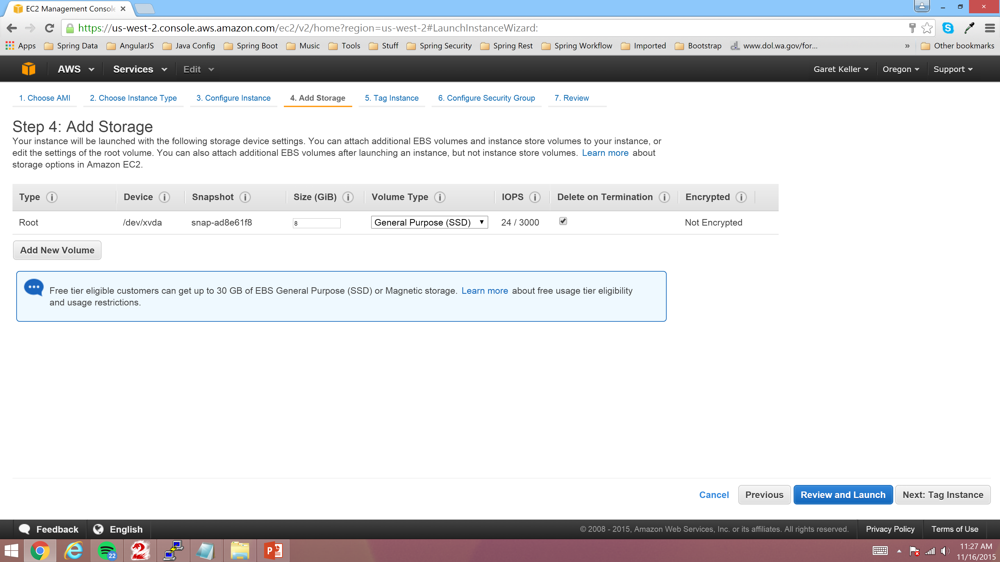 EC2 Management Console
https://us-west-2.console.aws.amazon.com/ec2/v2/home?region=us-west-2#LaunchInstanceWizard:
Apps Spring Data AngularJS Java Config Spring Boot Music Tools Stuff Spring Security Spring Rest Spring Workflow Imported Bootstrap www.dol.wa.gov/for... » Other bookmarks
AWS Services Edit Garet Keller Oregon Support
1. Choose AMI 2. Choose Instance Type 3. Configure Instance 4. Add Storage 5. Tag Instance 6. Configure Security Group 7. Review
Step 4: Add Storage
Your instance will be launched with the following storage device settings. You can attach additional EBS volumes and instance store volumes to your instance, or
edit the settings of the root volume. You can also attach additional EBS volumes after launching an instance, but not instance store volumes. Learn more about
storage options in Amazon EC2.
Type Device Snapshot Size (GiB) Volume Type IOPS Delete on Termination Encrypted
Root /dev/xvda snap-ad8e61f8 8 General Purpose (SSD) 24 / 3000 Not Encrypted
Add New Volume
Free tier eligible customers can get up to 30 GB of EBS General Purpose (SSD) or Magnetic storage. Learn more about free usage tier eligibility
and usage restrictions.
Cancel Previous Review and Launch Next: Tag Instance
Feedback English © 2008 - 2015, Amazon Web Services, Inc. or its affiliates. All rights reserved. Privacy Policy Terms of Use
22
11:27 AM
11/16/2015